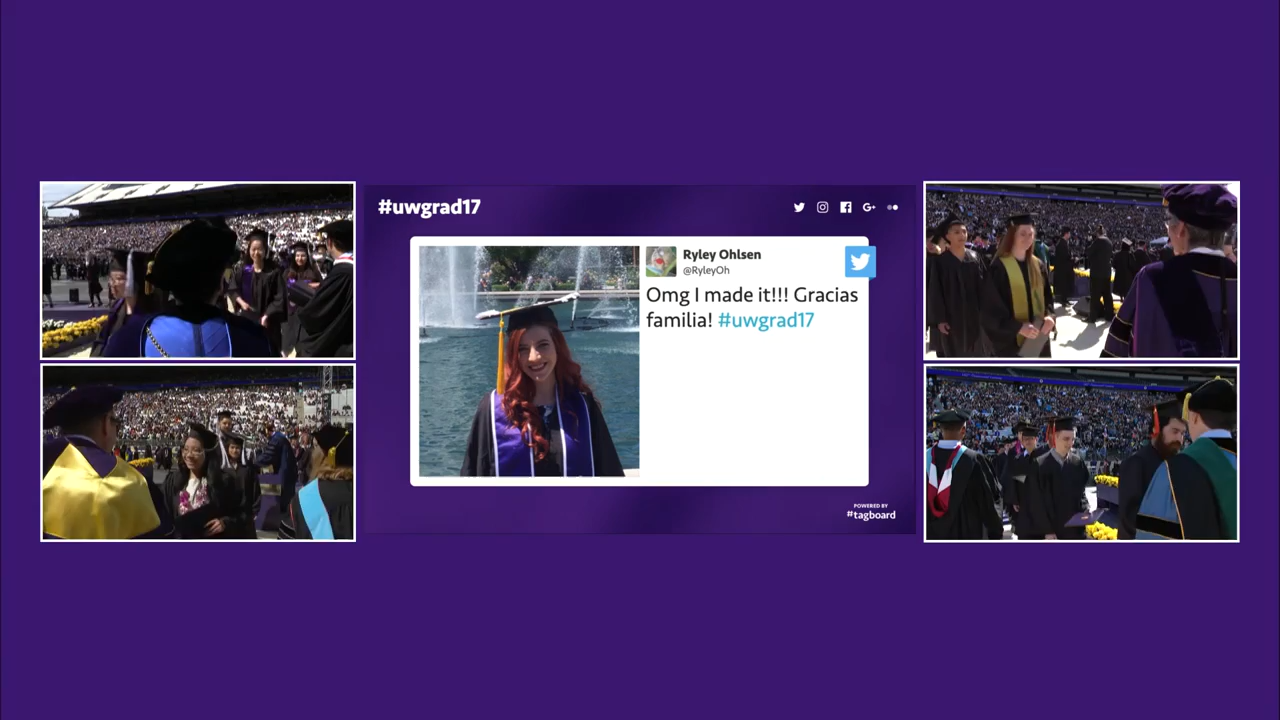 #uwgrad17
Ryley Ohlsen
@RyleyOh
Omg I made it!!! Gracias
familia! #uwgrad17
POWERED BY
#tagboard